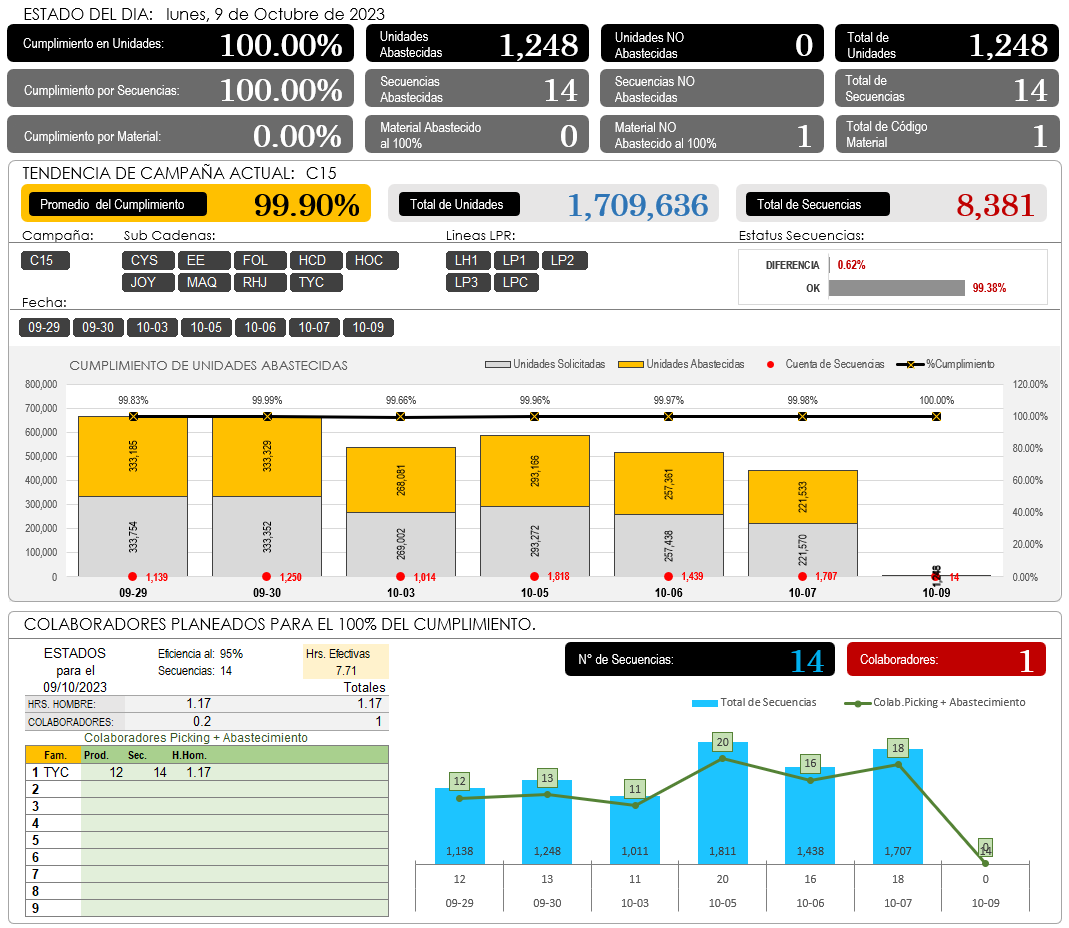 ESTADO DEL DIA: lunes, 9 de Octubre de 2023
Cumplimiento en Unidades: 100.00%
Unidades Abastecidas 1,248
Unidades NO Abastecidas 0
Total de Unidades 1,248
Cumplimiento por Secuencias: 100.00%
Secuencias Abastecidas 14
Secuencias NO Abastecidas
Total de Secuencias 14
Cumplimiento por Material: 0.00%
Material Abastecido al 100% 0
Material NO Abastecido al 100% 1
Total de Código Material 1
TENDENCIA DE CAMPAÑA ACTUAL: C15
Promedio del Cumplimiento 99.90%
Total de Unidades 1,709,636
Total de Secuencias 8,381
Campaña: Sub Cadenas: Lineas LPR: Estatus Secuencias:
C15 CYS EE FOL HCD HOC LH1 LP1 LP2
JOY MAQ RHJ TYC LP3 LPC
DIFERENCIA 0.62%
OK 99.38%
Fecha:
09-29 09-30 10-03 10-05 10-06 10-07 10-09
CUMPLIMIENTO DE UNIDADES ABASTECIDAS
Unidades Solicitadas Unidades Abastecidas Cuenta de Secuencias %Cumplimiento
800,000 120.00%
700,000 100.00%
600,000 80.00%
500,000 60.00%
400,000 40.00%
300,000 20.00%
200,000 0.00%
100,000
0
99.83% 99.99% 99.66% 99.96% 99.97% 99.98% 100.00%
333,185 333,329 268,081 293,166 257,361 221,533
333,754 333,352 269,002 293,272 257,438 221,570
1,139 1,250 1,014 1,818 1,439 1,707 14
09-29 09-30 10-03 10-05 10-06 10-07 10-09
COLABORADORES PLANEADOS PARA EL 100% DEL CUMPLIMIENTO.
ESTADOS para el 09/10/2023
Eficiencia al: 95%
Secuencias: 14
Hrs. Efectivas
7.71
Totales
HRS. HOMBRE: 1.17 1.17
COLABORADORES: 0.2 1
Colaboradores Picking + Abastecimiento
Fam. Prod. Sec. H.Hom.
1 TYC 12 14 1.17
2
3
4
5
6
7
8
9
N° de Secuencias: 14
Colaboradores: 1
Total de Secuencias Colab.Picking + Abastecimiento
12 13 11 20 16 18 0
1,138 1,248 1,011 1,811 1,438 1,707 14
12 13 11 20 16 18 0
09-29 09-30 10-03 10-05 10-06 10-07 10-09